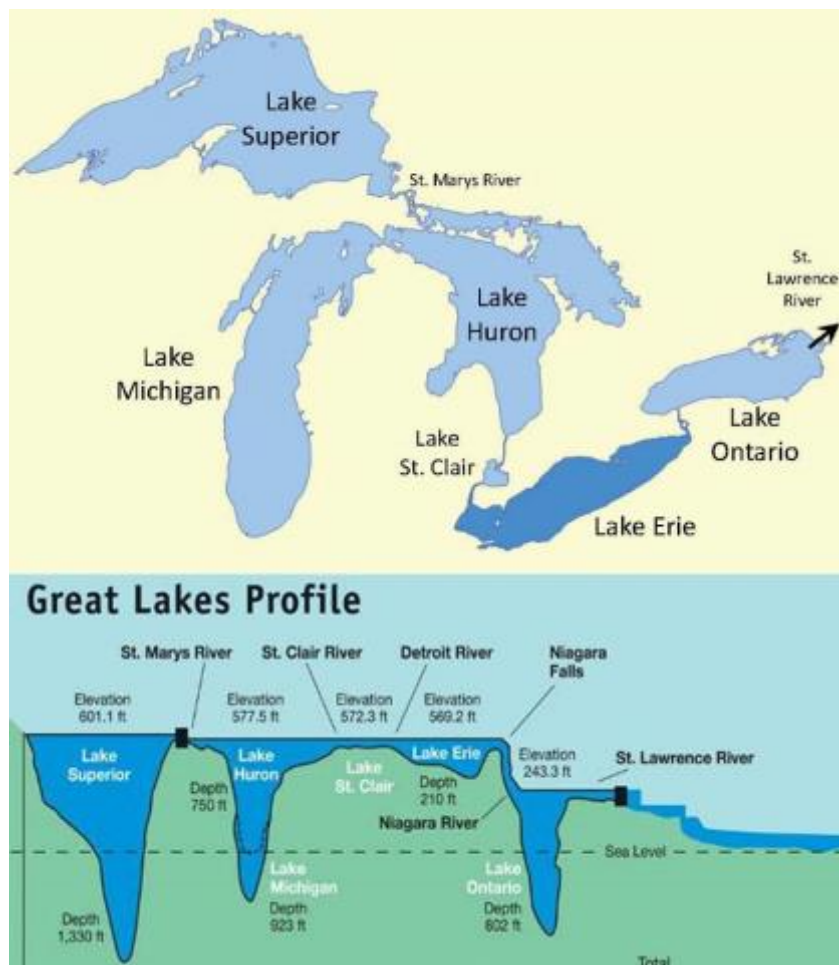 Lake
Superior
St. Marys River
St.
Lawrence
River
Lake
Huron
Lake
Michigan
Lake
Ontario
Lake
St. Clair
Lake Erie
Great Lakes Profile
St. Marys River
St. Clair River
Detroit River
Niagara
Falls
Elevation
601.1 ft
Elevation
577.5 ft
Elevation
572.3 ft
Elevation
569.2 ft
Elevation
243.3 ft
St. Lawrence River
Lake
Superior
Lake
Huron
Lake
St. Clair
Lake Erie
Depth
750 ft
Depth
210 ft
Niagara River
Sea Level
Lake
Michigan
Lake
Ontario
Depth
1,330 ft
Depth
923 ft
Depth
802 ft
Total